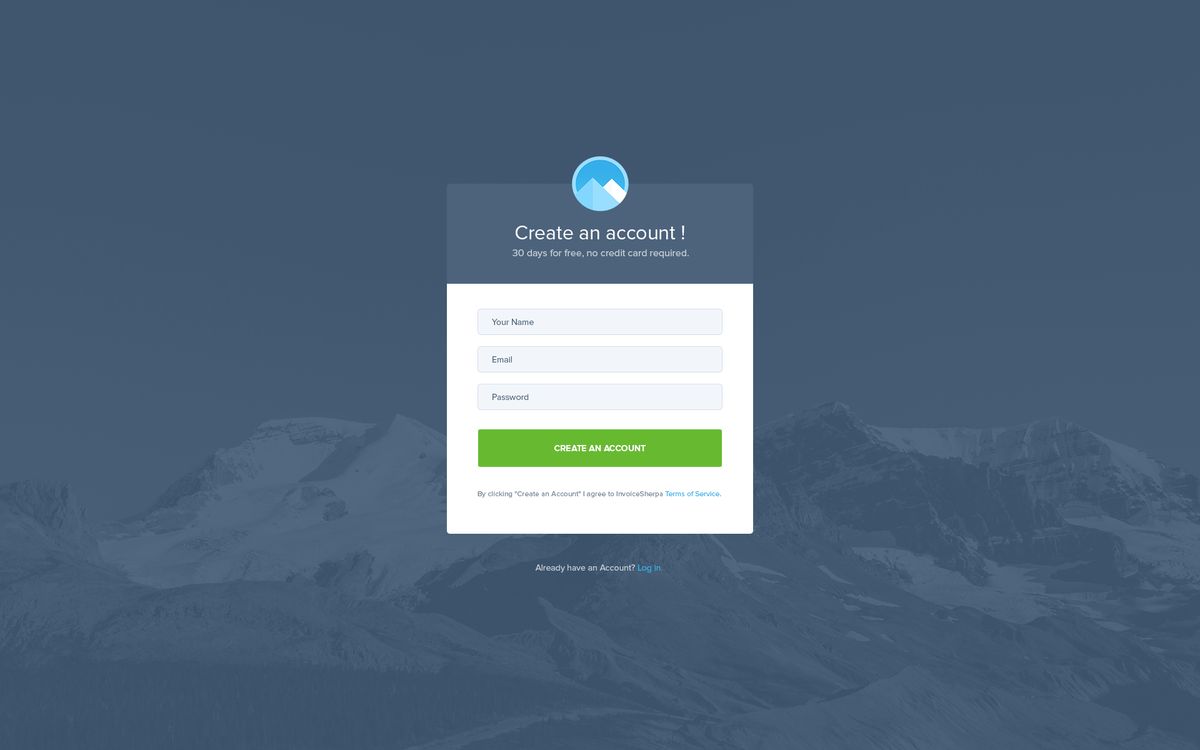 Create an account !
30 days for free, no credit card required.
Your Name
Email
Password
CREATE AN ACCOUNT
By clicking "Create an Account" I agree to InvoiceSherpa Terms of Service.
Already have an Account? Log in